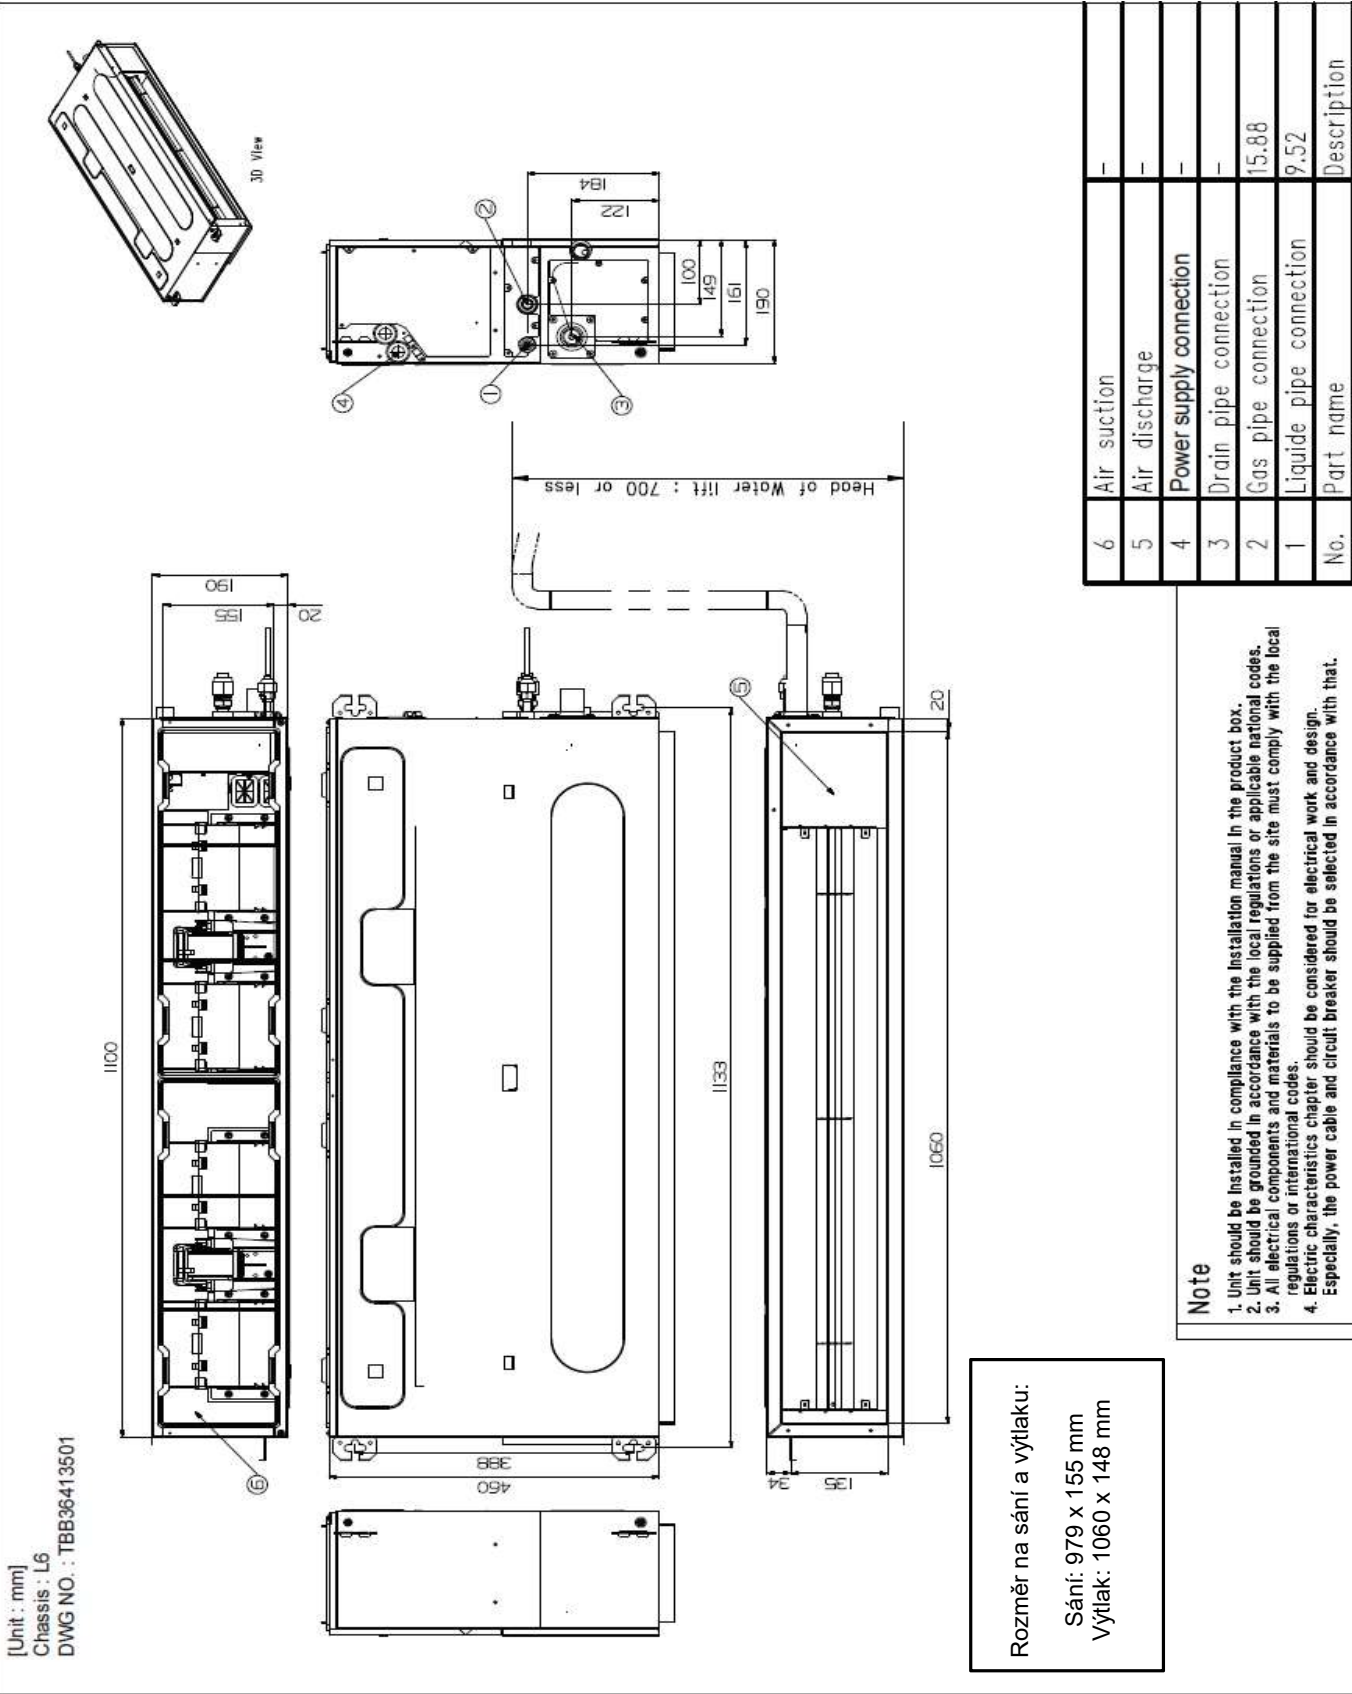 [Unit : mm]
Chassis : L6
DWG NO. : TBB36413501
3D View
1100
190
155
20
⑥
460
388
1133
④
①
②
③
184
122
100
149
161
190
Head of Water lift : 700 or less
⑤
20
1060
34
135
Rozměr na sání a výtlaku:
Sání: 979 x 155 mm
Výtlak: 1060 x 148 mm
Note
1. Unit should be installed in compliance with the installation manual in the product box.
2. Unit should be grounded in accordance with the local regulations or applicable national codes.
3. All electrical components and materials to be supplied from the site must comply with the local
regulations or international codes.
4. Electric characteristics chapter should be considered for electrical work and design.
Especially, the power cable and circuit breaker should be selected in accordance with that.
6 Air suction -
5 Air discharge -
4 Power supply connection -
3 Drain pipe connection -
2 Gas pipe connection 15.88
1 Liquide pipe connection 9.52
No. Part name Description